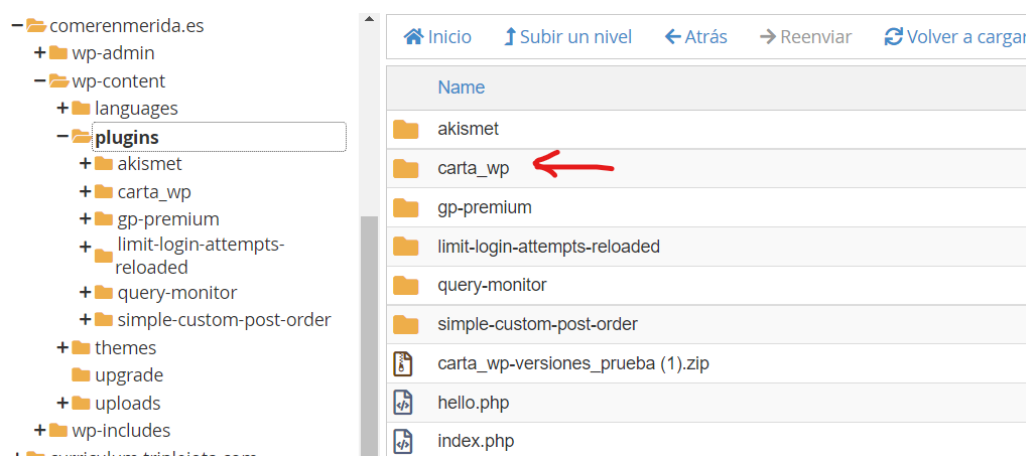 comerenmerida.es
wp-admin
wp-content
languages
plugins
akismet
carta_wp
gp-premium
limit-login-attempts-
reloaded
query-monitor
simple-custom-post-order
themes
upgrade
uploads
wp-includes
Inicio Subir un nivel Atrás Reenviar Volver a cargar
Name
akismet
carta_wp
gp-premium
limit-login-attempts-reloaded
query-monitor
simple-custom-post-order
carta_wp-versiones_prueba (1).zip
hello.php
index.php